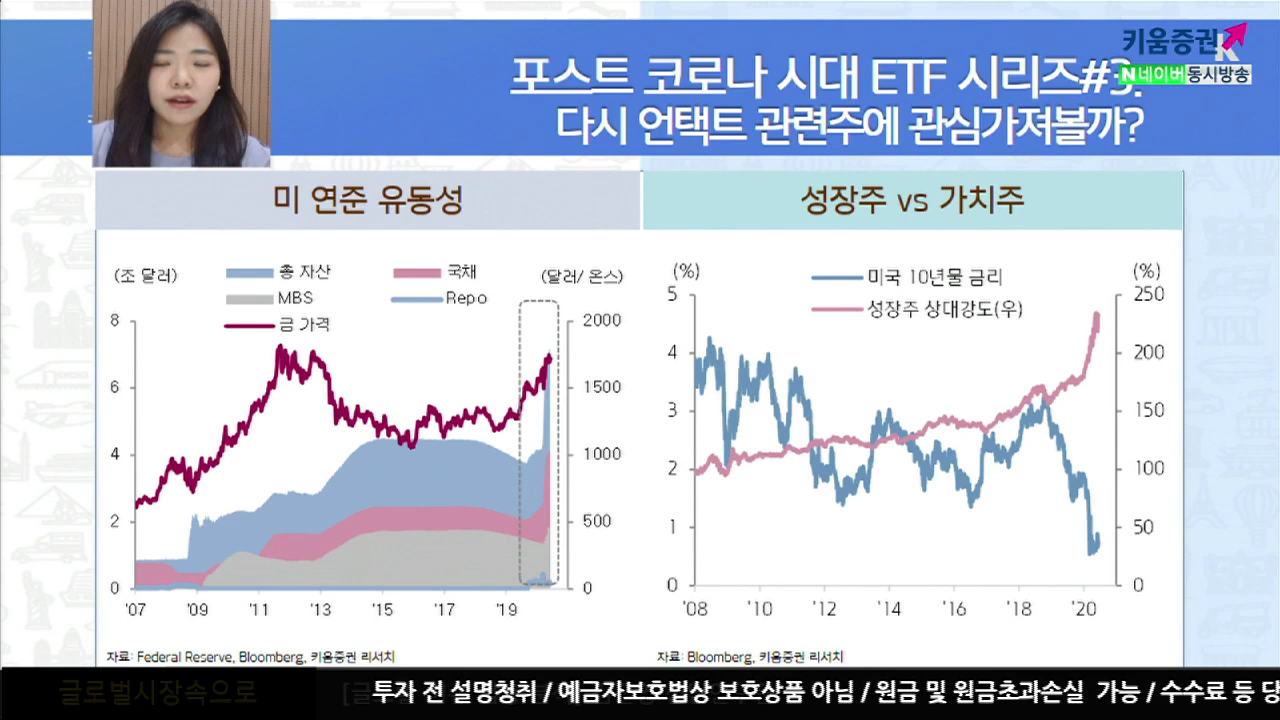 키움증권
N 네이버 동시방송
포스트 코로나 시대 ETF 시리즈#3.
다시 언택트 관련주에 관심가져볼까?
미 연준 유동성
(조 달러)
총 자산
국채
(달러/ 온스)
MBS
Repo
금 가격
8
6
4
2
0
2000
1500
1000
500
0
'07 '09 '11 '13 '15 '17 '19
자료: Federal Reserve, Bloomberg, 키움증권 리서치
성장주 vs 가치주
(%)
미국 10년물 금리
(%)
성장주 상대강도(우)
5
4
3
2
1
0
250
200
150
100
50
0
'08 '10 '12 '14 '16 '18 '20
자료: Bloomberg, 키움증권 리서치
글로벌시장속으로
투자 전 설명청취 / 예금자보호법상 보호상품 아님 / 원금 및 원금초과손실 가능 / 수수료 등 당